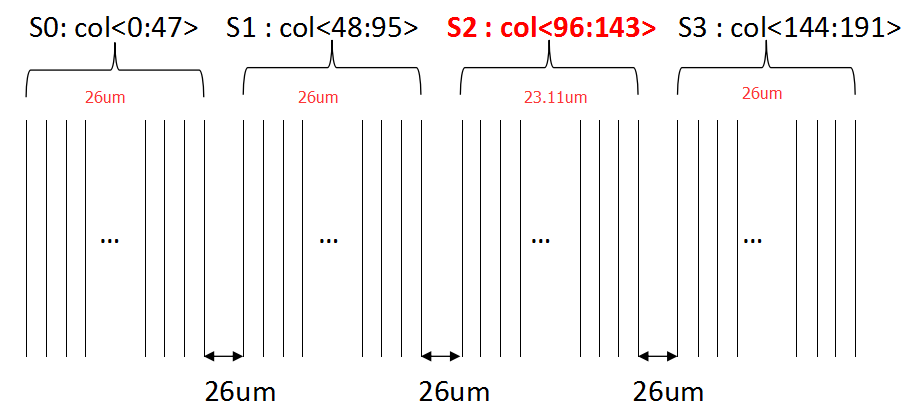 S0: col<0:47> S1 : col<48:95> S2 : col<96:143> S3 : col<144:191>
26um 26um 23.11um 26um
... ... ... ...
26um 26um 26um